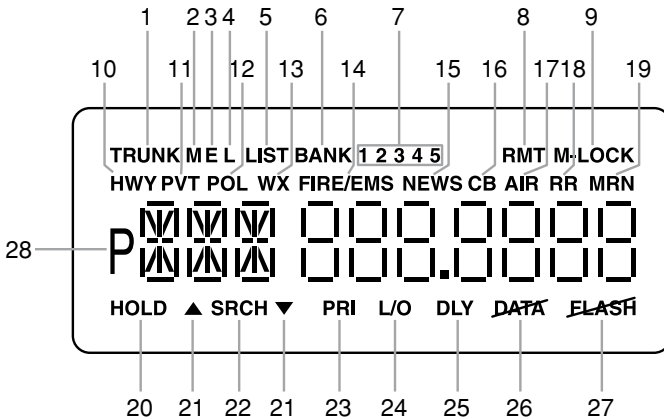 1 2 3 4 5 6 7 8 9
10 11 12 13 14 15 16 17 18 19
TRUNK M E L LIST BANK 1 2 3 4 5 RMT M-LOCK
HWY PVT POL WX FIRE/EMS NEWS CB AIR RR MRN
28 P 888.8888
HOLD ▲ SRCH ▼ PRI L/O DLY DATA FLASH
20 21 22 21 23 24 25 26 27